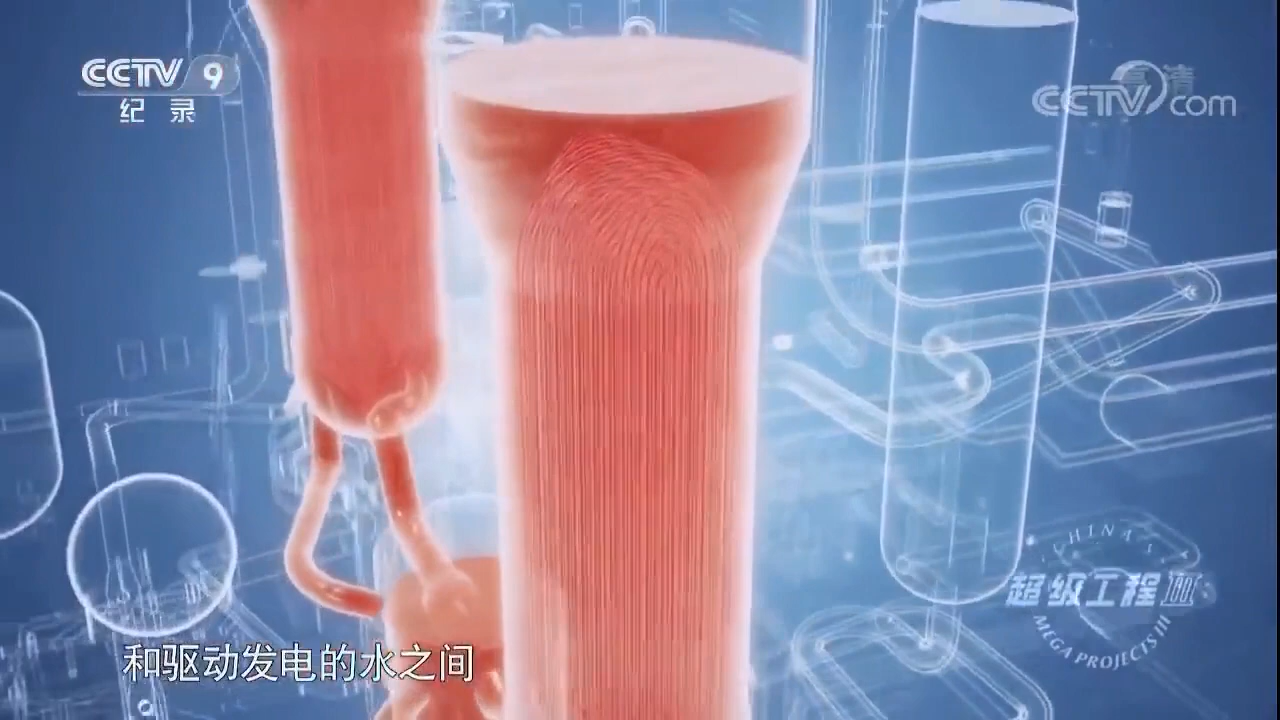 CCTV 9
纪录
高清
CCTV.com
CHINA'S
超级工程III
MEGA PROJECTS III
和驱动发电的水之间